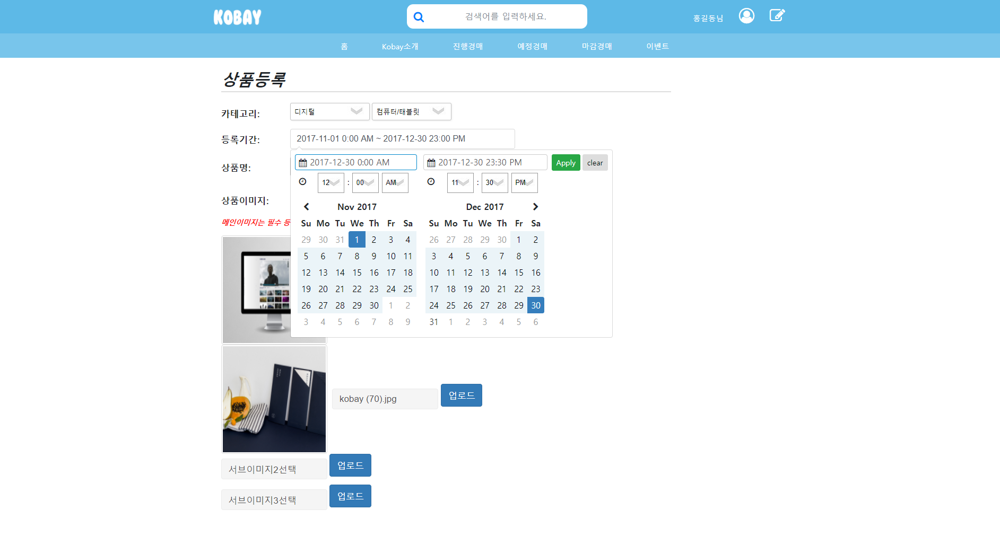 KOBAY
검색어를 입력하세요.
홍길동님
홈 Kobay소개 진행경매 예정경매 마감경매 이벤트
상품등록
카테고리: 디지털 컴퓨터/태블릿
등록기간: 2017-11-01 0:00 AM ~ 2017-12-30 23:00 PM
2017-12-30 0:00 AM 2017-12-30 23:30 PM Apply clear
상품명:
12 : 00 AM 11 : 30 PM
상품이미지:
Nov 2017 Dec 2017
메인이미지는 필수 등
Su Mo Tu We Th Fr Sa Su Mo Tu We Th Fr Sa
29 30 31 1 2 3 4 26 27 28 29 30 1 2
5 6 7 8 9 10 11 3 4 5 6 7 8 9
12 13 14 15 16 17 18 10 11 12 13 14 15 16
19 20 21 22 23 24 25 17 18 19 20 21 22 23
26 27 28 29 30 1 2 24 25 26 27 28 29 30
3 4 5 6 7 8 9 31 1 2 3 4 5 6
kobay (70).jpg 업로드
서브이미지2선택 업로드
서브이미지3선택 업로드